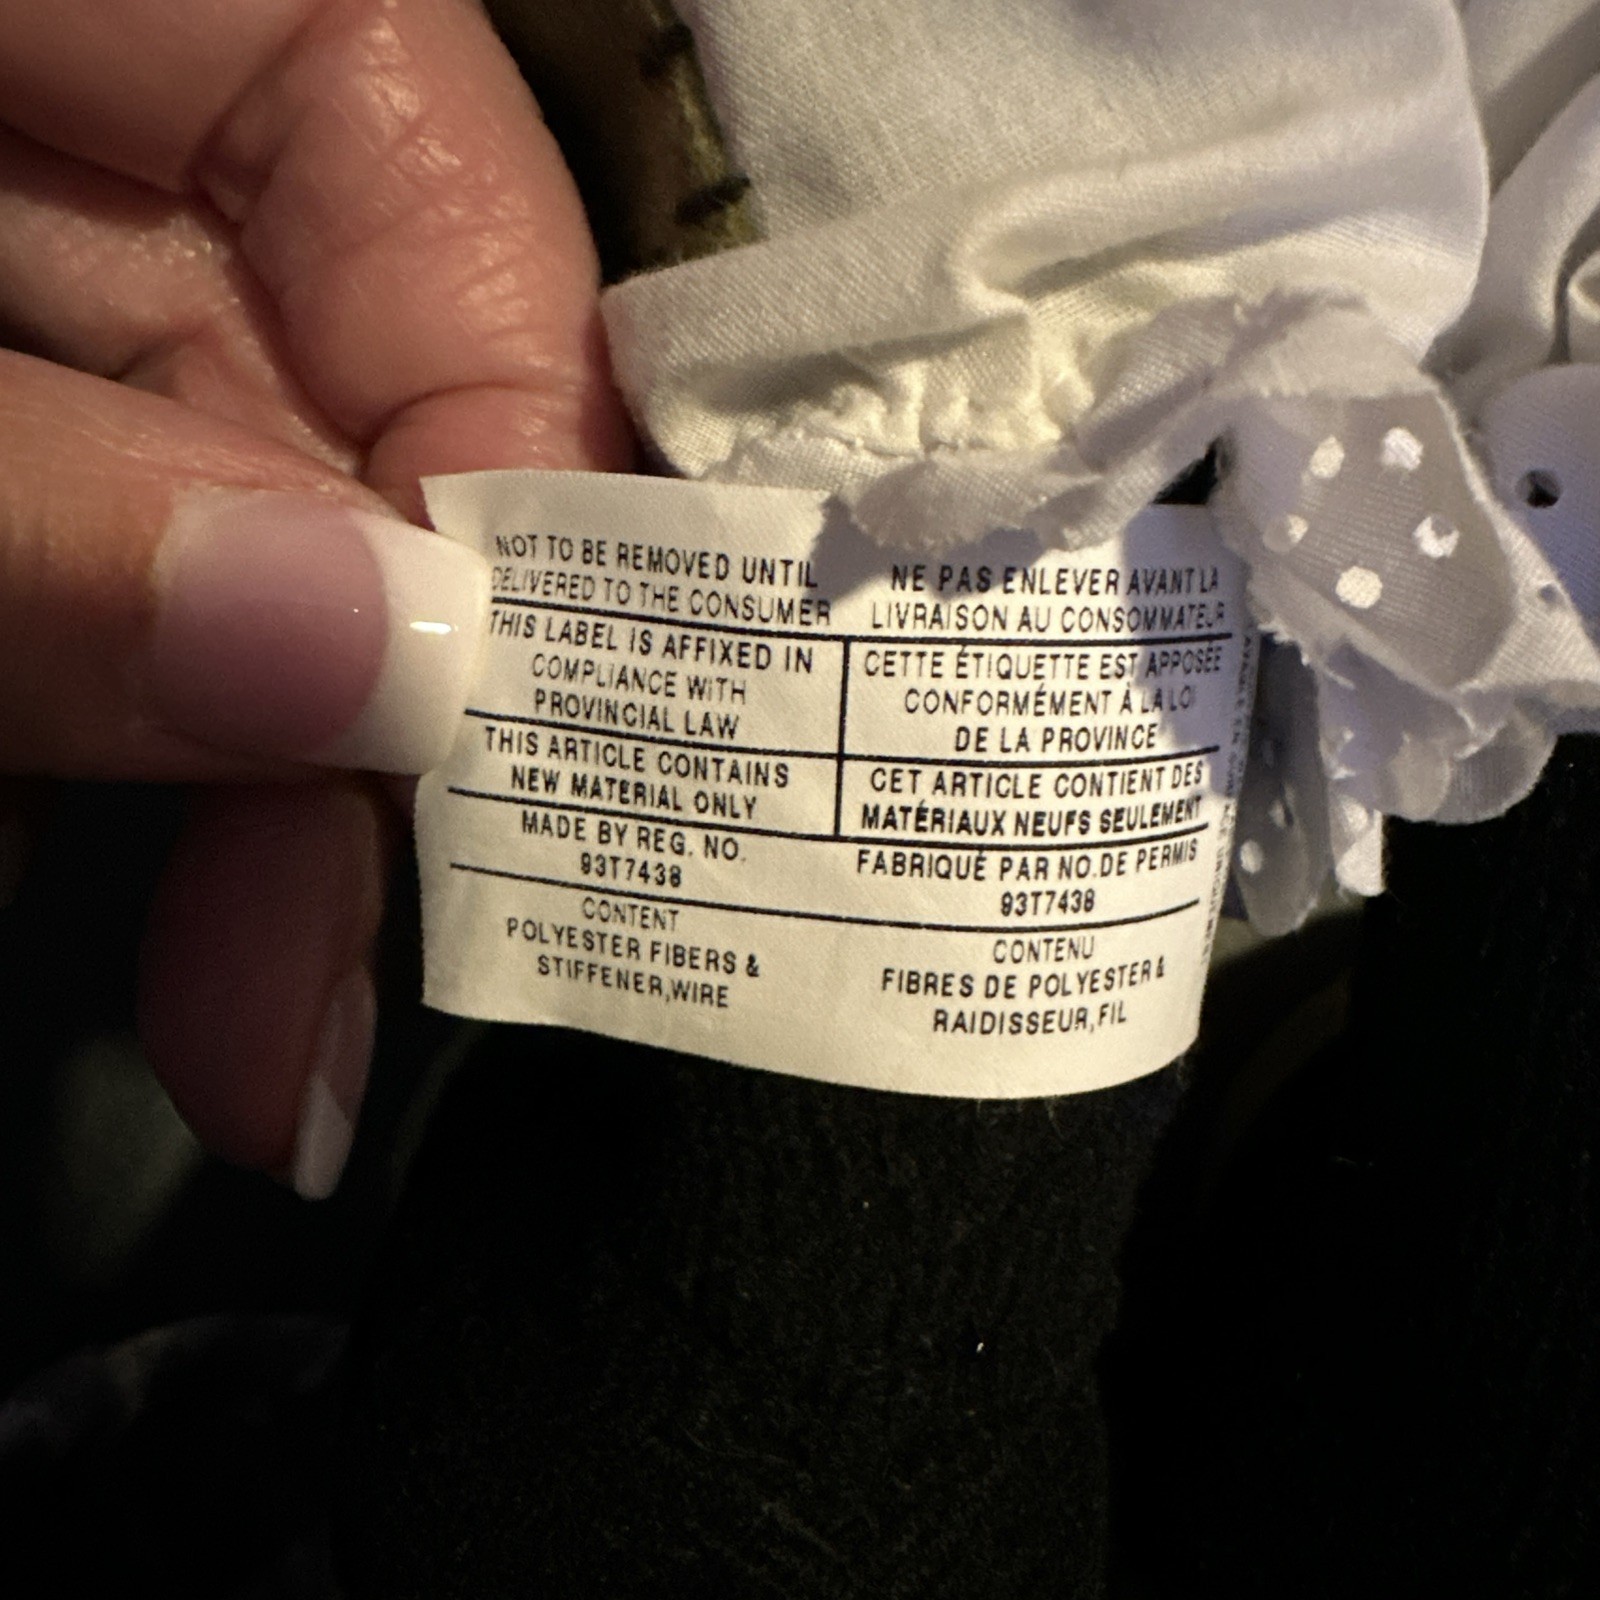 NOT TO BE REMOVED UNTIL
DELIVERED TO THE CONSUMER
THIS LABEL IS AFFIXED IN
COMPLIANCE WITH
PROVINCIAL LAW
THIS ARTICLE CONTAINS
NEW MATERIAL ONLY
MADE BY REG. NO.
93T7438
CONTENT
POLYESTER FIBERS &
STIFFENER,WIRE
NE PAS ENLEVER AVANT LA
LIVRAISON AU CONSOMMATEUR
CETTE ÉTIQUETTE EST APPOSÉE
CONFORMÉMENT À LA LOI
DE LA PROVINCE
CET ARTICLE CONTIENT DES
MATÉRIAUX NEUFS SEULEMENT
FABRIQUÉ PAR NO.DE PERMIS
93T7438
CONTENU
FIBRES DE POLYESTER &
RAIDISSEUR,FIL